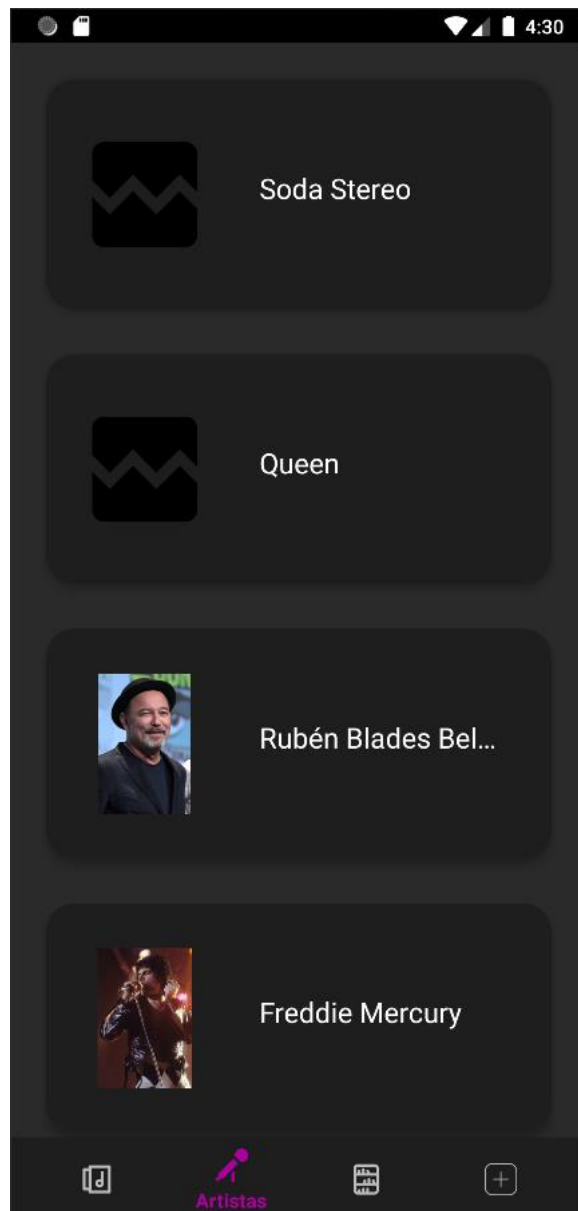 4:30
Soda Stereo
Queen
Rubén Blades Bel...
Freddie Mercury
Artistas